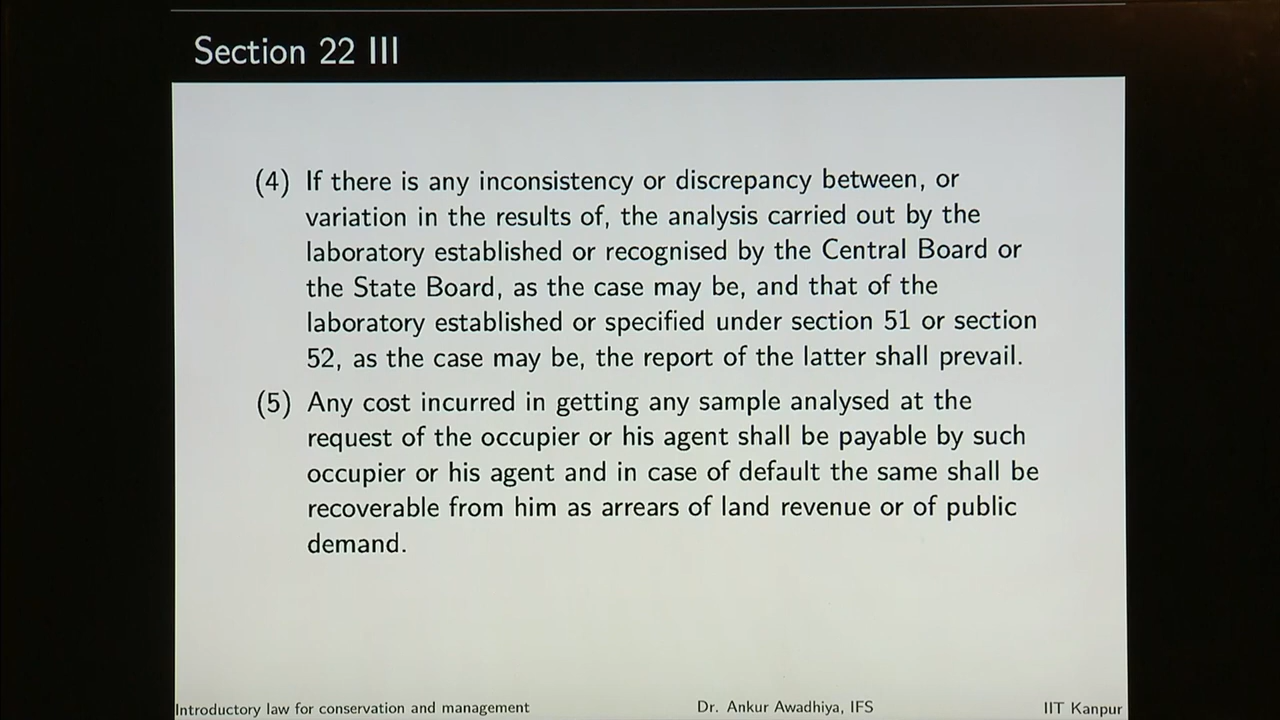 Section 22 III
(4) If there is any inconsistency or discrepancy between, or
variation in the results of, the analysis carried out by the
laboratory established or recognised by the Central Board or
the State Board, as the case may be, and that of the
laboratory established or specified under section 51 or section
52, as the case may be, the report of the latter shall prevail.
(5) Any cost incurred in getting any sample analysed at the
request of the occupier or his agent shall be payable by such
occupier or his agent and in case of default the same shall be
recoverable from him as arrears of land revenue or of public
demand.
Introductory law for conservation and management Dr. Ankur Awadhiya, IFS IIT Kanpur